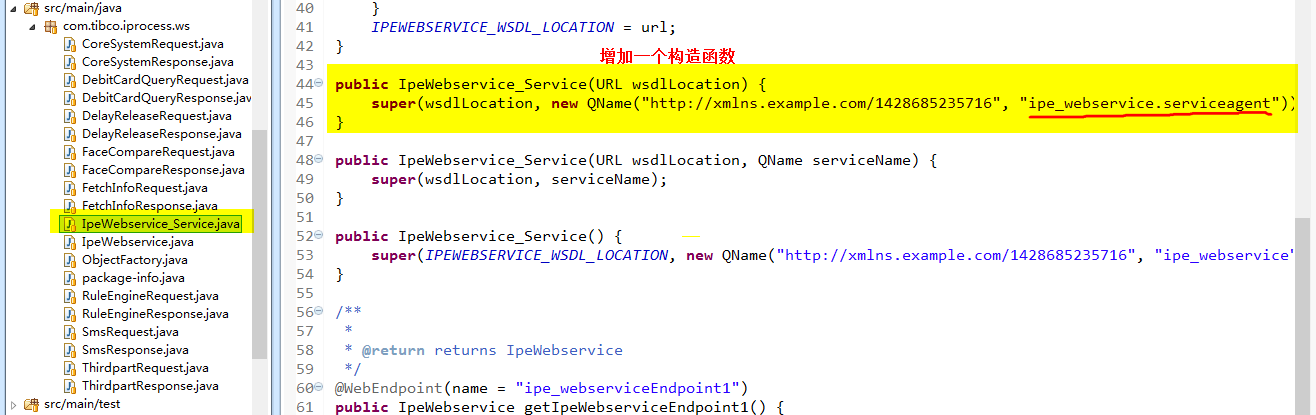 src/main/java
com.tibco.iprocess.ws
CoreSystemRequest.java
CoreSystemResponse.java
DebitCardQueryRequest.java
DebitCardQueryResponse.jav
DelayReleaseRequest.java
DelayReleaseResponse.java
FaceCompareRequest.java
FaceCompareResponse.java
FetchInfoRequest.java
FetchInfoResponse.java
IpeWebservice_Service.java
IpeWebservice.java
ObjectFactory.java
package-info.java
RuleEngineRequest.java
RuleEngineResponse.java
SmsRequest.java
SmsResponse.java
ThirdpartRequest.java
ThirdpartResponse.java
src/main/test
40 }
41 IPEWEBSERVICE_WSDL_LOCATION = url;
42 }
43 增加一个构造函数
44 public IpeWebservice_Service(URL wsdlLocation) {
45 super(wsdlLocation, new QName("http://xmlns.example.com/1428685235716", "ipe_webservice.serviceagent"))
46 }
47
48 public IpeWebservice_Service(URL wsdlLocation, QName serviceName) {
49 super(wsdlLocation, serviceName);
50 }
51
52 public IpeWebservice_Service() {
53 super(IPEWEBSERVICE_WSDL_LOCATION, new QName("http://xmlns.example.com/1428685235716", "ipe_webservice"
54 }
55
56 /**
57 *
58 * @return returns IpeWebservice
59 */
60 @WebEndpoint(name = "ipe_webserviceEndpoint1")
61 public IpeWebservice getIpeWebserviceEndpoint1() {